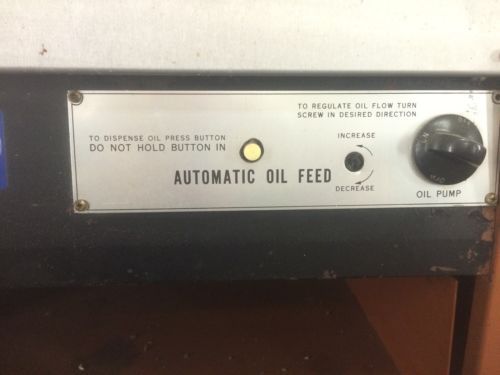 TO REGULATE OIL FLOW TURN
SCREW IN DESIRED DIRECTION
TO DISPENSE OIL PRESS BUTTON
DO NOT HOLD BUTTON IN
INCREASE
AUTOMATIC OIL FEED
DECREASE
OIL PUMP